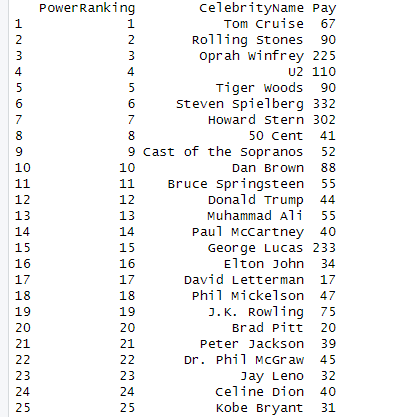 PowerRanking CelebrityName Pay
1 1 Tom Cruise 67
2 2 Rolling Stones 90
3 3 Oprah Winfrey 225
4 4 U2 110
5 5 Tiger Woods 90
6 6 Steven Spielberg 332
7 7 Howard Stern 302
8 8 50 Cent 41
9 9 Cast of the Sopranos 52
10 10 Dan Brown 88
11 11 Bruce Springsteen 55
12 12 Donald Trump 44
13 13 Muhammad Ali 55
14 14 Paul McCartney 40
15 15 George Lucas 233
16 16 Elton John 34
17 17 David Letterman 17
18 18 Phil Mickelson 47
19 19 J.K. Rowling 75
20 20 Brad Pitt 20
21 21 Peter Jackson 39
22 22 Dr. Phil McGraw 45
23 23 Jay Leno 32
24 24 Celine Dion 40
25 25 Kobe Bryant 31